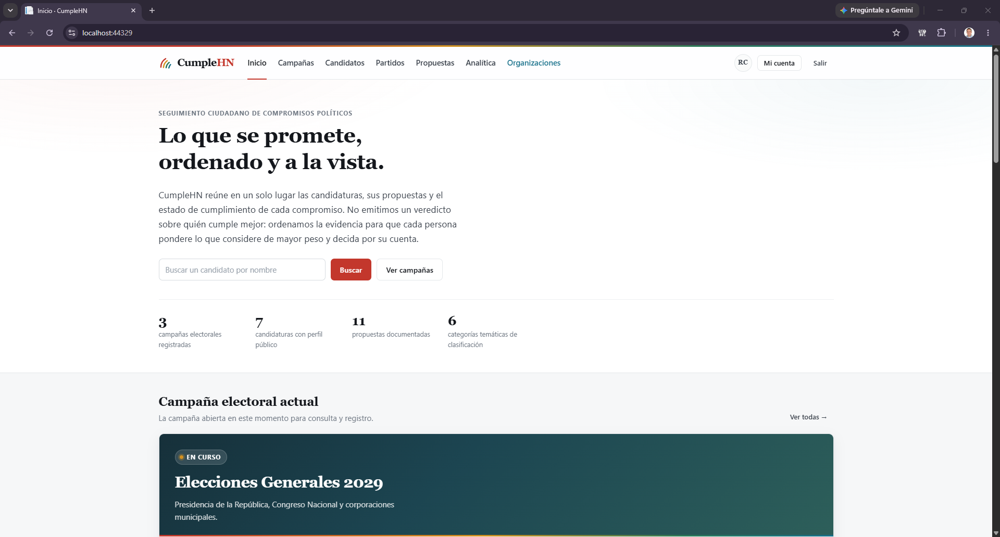 Inicio · CumpleHN
Pregúntale a Gemini
localhost:44329
CumpleHN
Inicio
Campañas
Candidatos
Partidos
Propuestas
Analítica
Organizaciones
RC
Mi cuenta
Salir
SEGUIMIENTO CIUDADANO DE COMPROMISOS POLÍTICOS
Lo que se promete,
ordenado y a la vista.
CumpleHN reúne en un solo lugar las candidaturas, sus propuestas y el
estado de cumplimiento de cada compromiso. No emitimos un veredicto
sobre quién cumple mejor: ordenamos la evidencia para que cada persona
pondere lo que considere de mayor peso y decida por su cuenta.
Buscar un candidato por nombre
Buscar
Ver campañas
3
campañas electorales
registradas
7
candidaturas con perfil
público
11
propuestas documentadas
6
categorías temáticas de
clasificación
Campaña electoral actual
La campaña abierta en este momento para consulta y registro.
Ver todas →
EN CURSO
Elecciones Generales 2029
Presidencia de la República, Congreso Nacional y corporaciones
municipales.